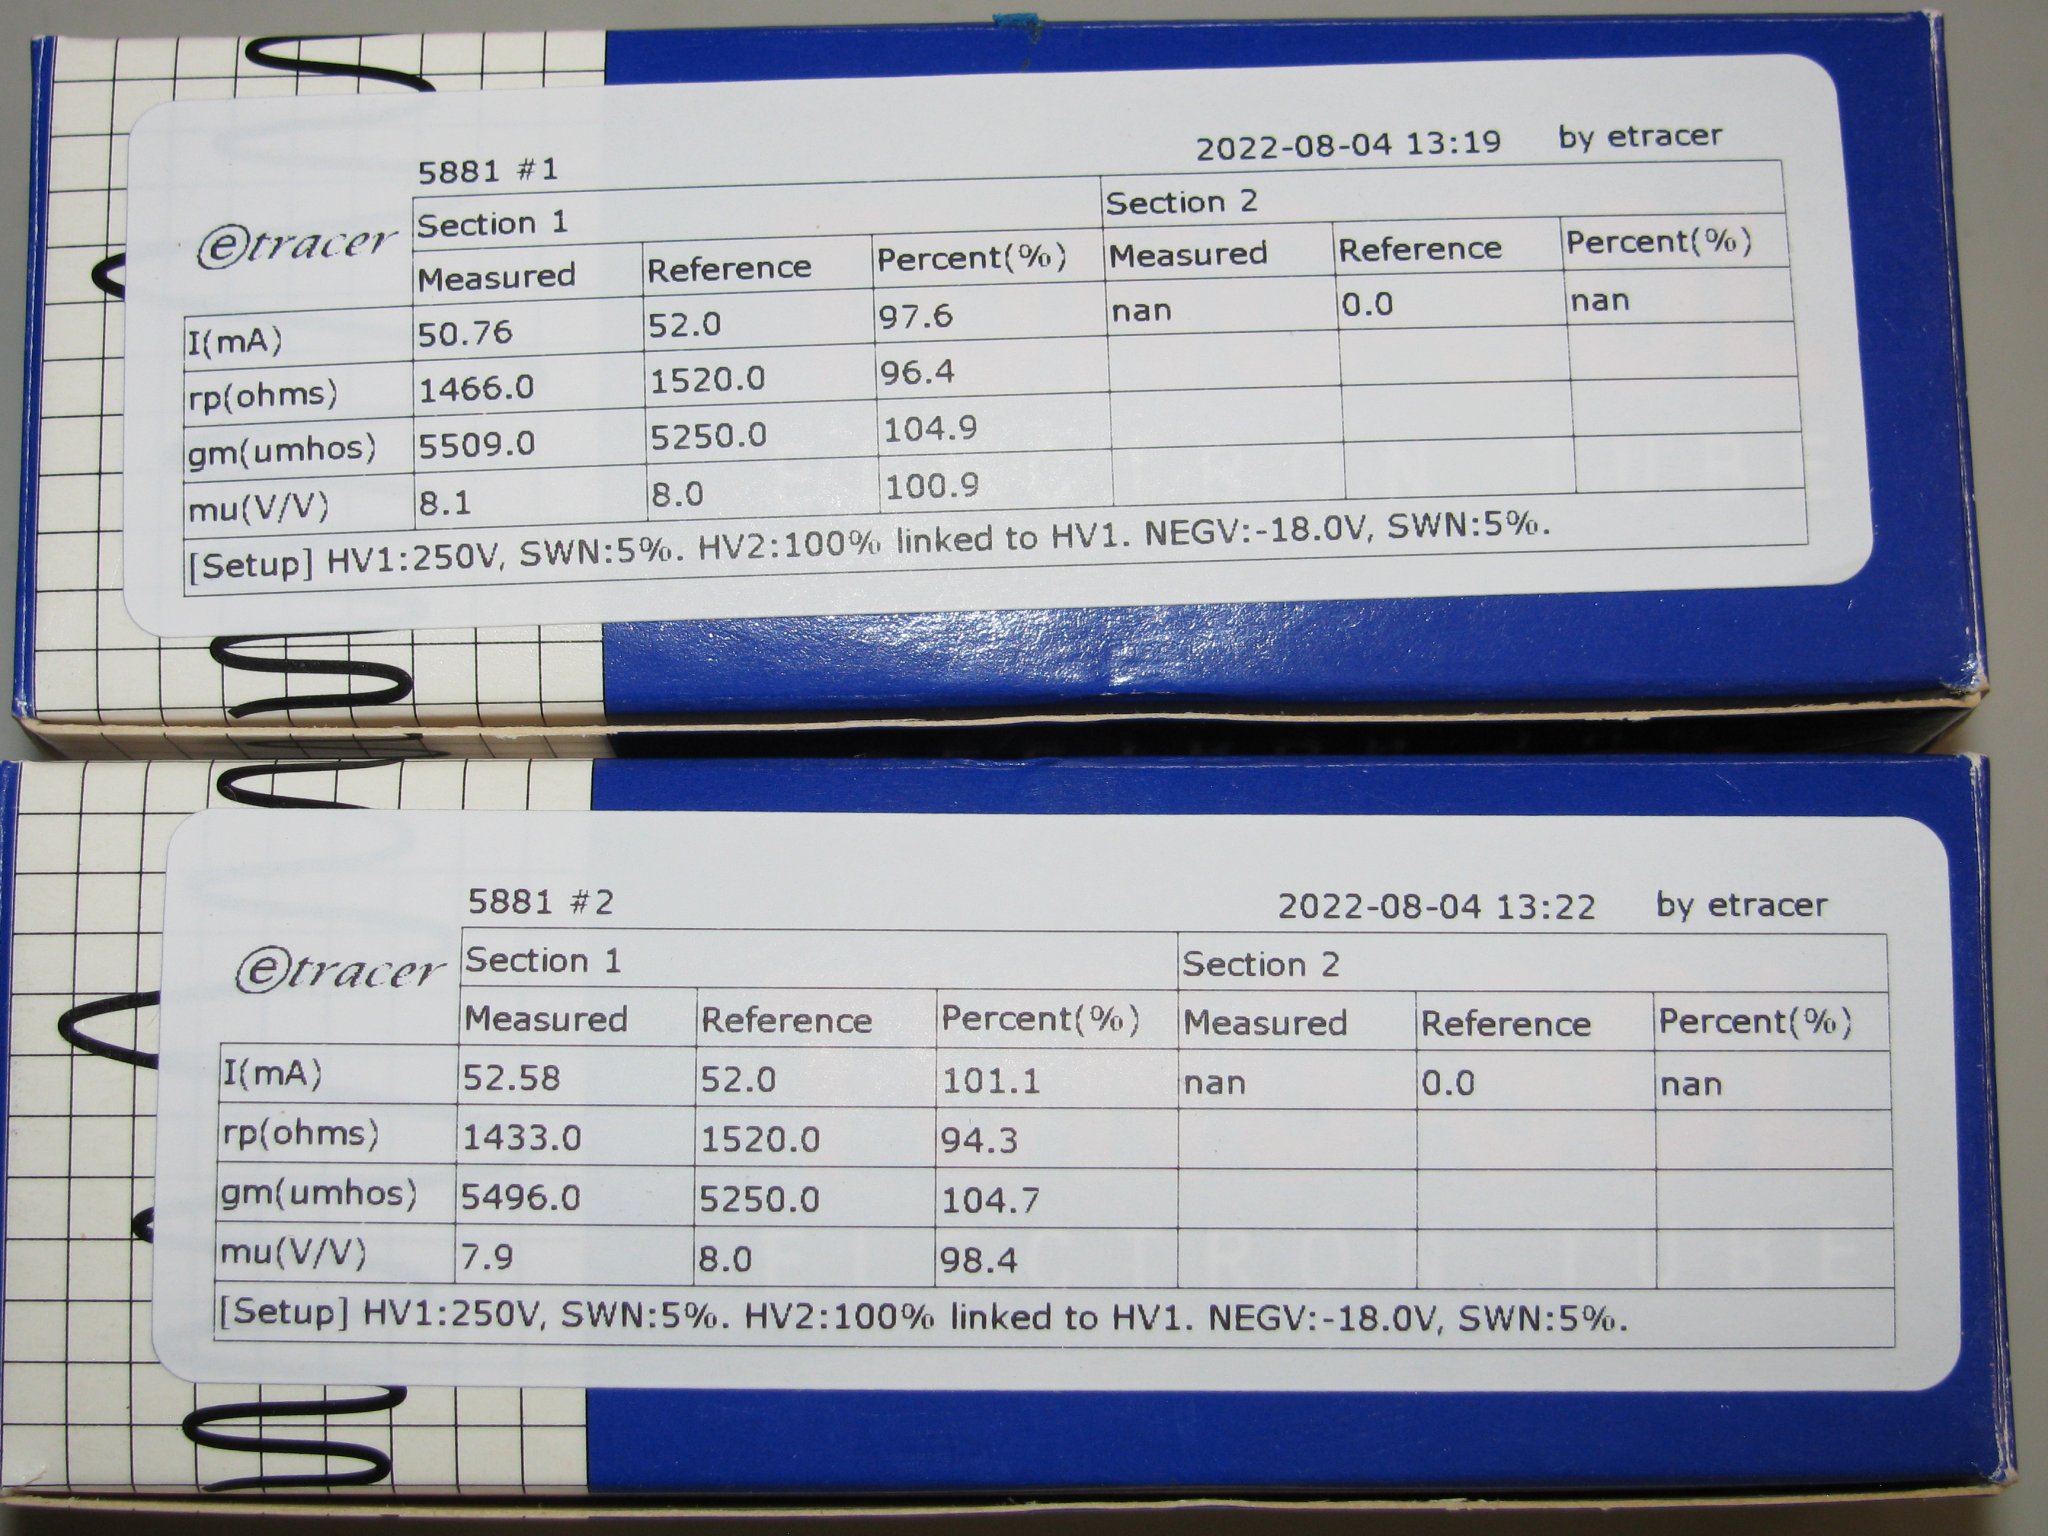 5881 #1 2022-08-04 13:19 by etracer
etracer Section 1 Section 2
Measured Reference Percent(%) Measured Reference Percent(%)
I(mA) 50.76 52.0 97.6 nan 0.0 nan
rp(ohms) 1466.0 1520.0 96.4
gm(umhos) 5509.0 5250.0 104.9
mu(V/V) 8.1 8.0 100.9
[Setup] HV1:250V, SWN:5%. HV2:100% linked to HV1. NEGV:-18.0V, SWN:5%.
5881 #2 2022-08-04 13:22 by etracer
etracer Section 1 Section 2
Measured Reference Percent(%) Measured Reference Percent(%)
I(mA) 52.58 52.0 101.1 nan 0.0 nan
rp(ohms) 1433.0 1520.0 94.3
gm(umhos) 5496.0 5250.0 104.7
mu(V/V) 7.9 8.0 98.4
[Setup] HV1:250V, SWN:5%. HV2:100% linked to HV1. NEGV:-18.0V, SWN:5%.